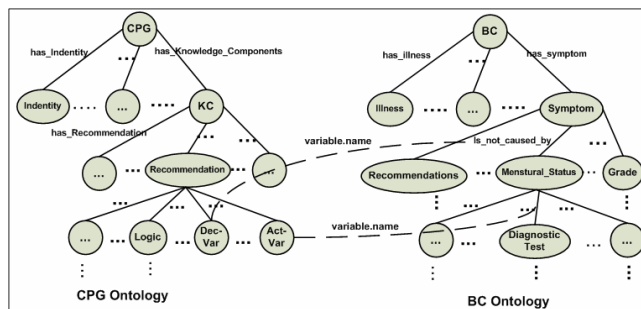 CPG
BC
has_Indentity
has_Knowledge_Components
has_illness
has_symptom
Indentity
.....
...
....
KC
Illness
....
...
....
Symptom
has_Recommendation
Is_not_caused_by
...
Recommendation
...
Recommendations
...
Menstural_Status
...
Grade
variable.name
...
Logic
...
Dec-
Var
...
Act-
Var
variable.name
...
Diagnostic
Test
...
...
CPG Ontology
BC Ontology